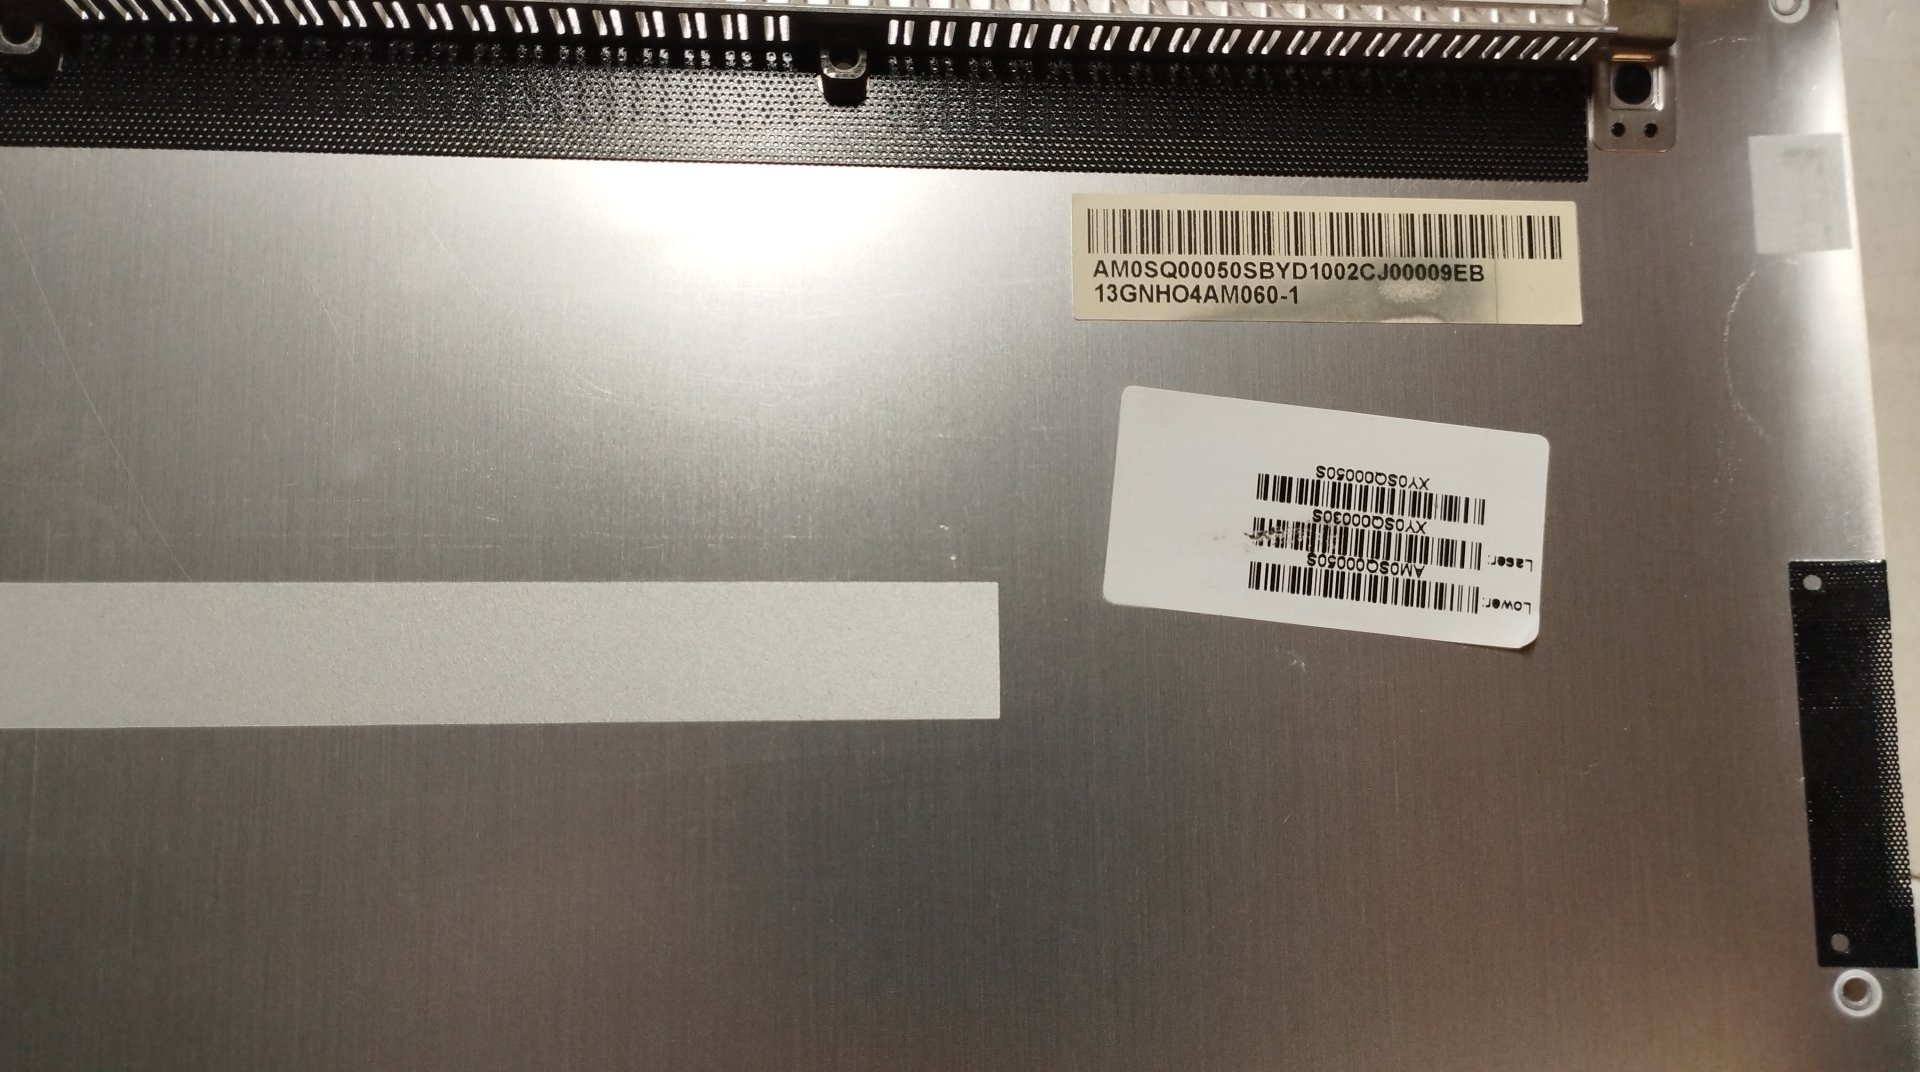 AM0SQ00050SBYD1002CJ00009EB
13GNHO4AM060-1
Lower: AM0SQ00050S
Laser: XY0SQ00030S
XY0SQ00050S